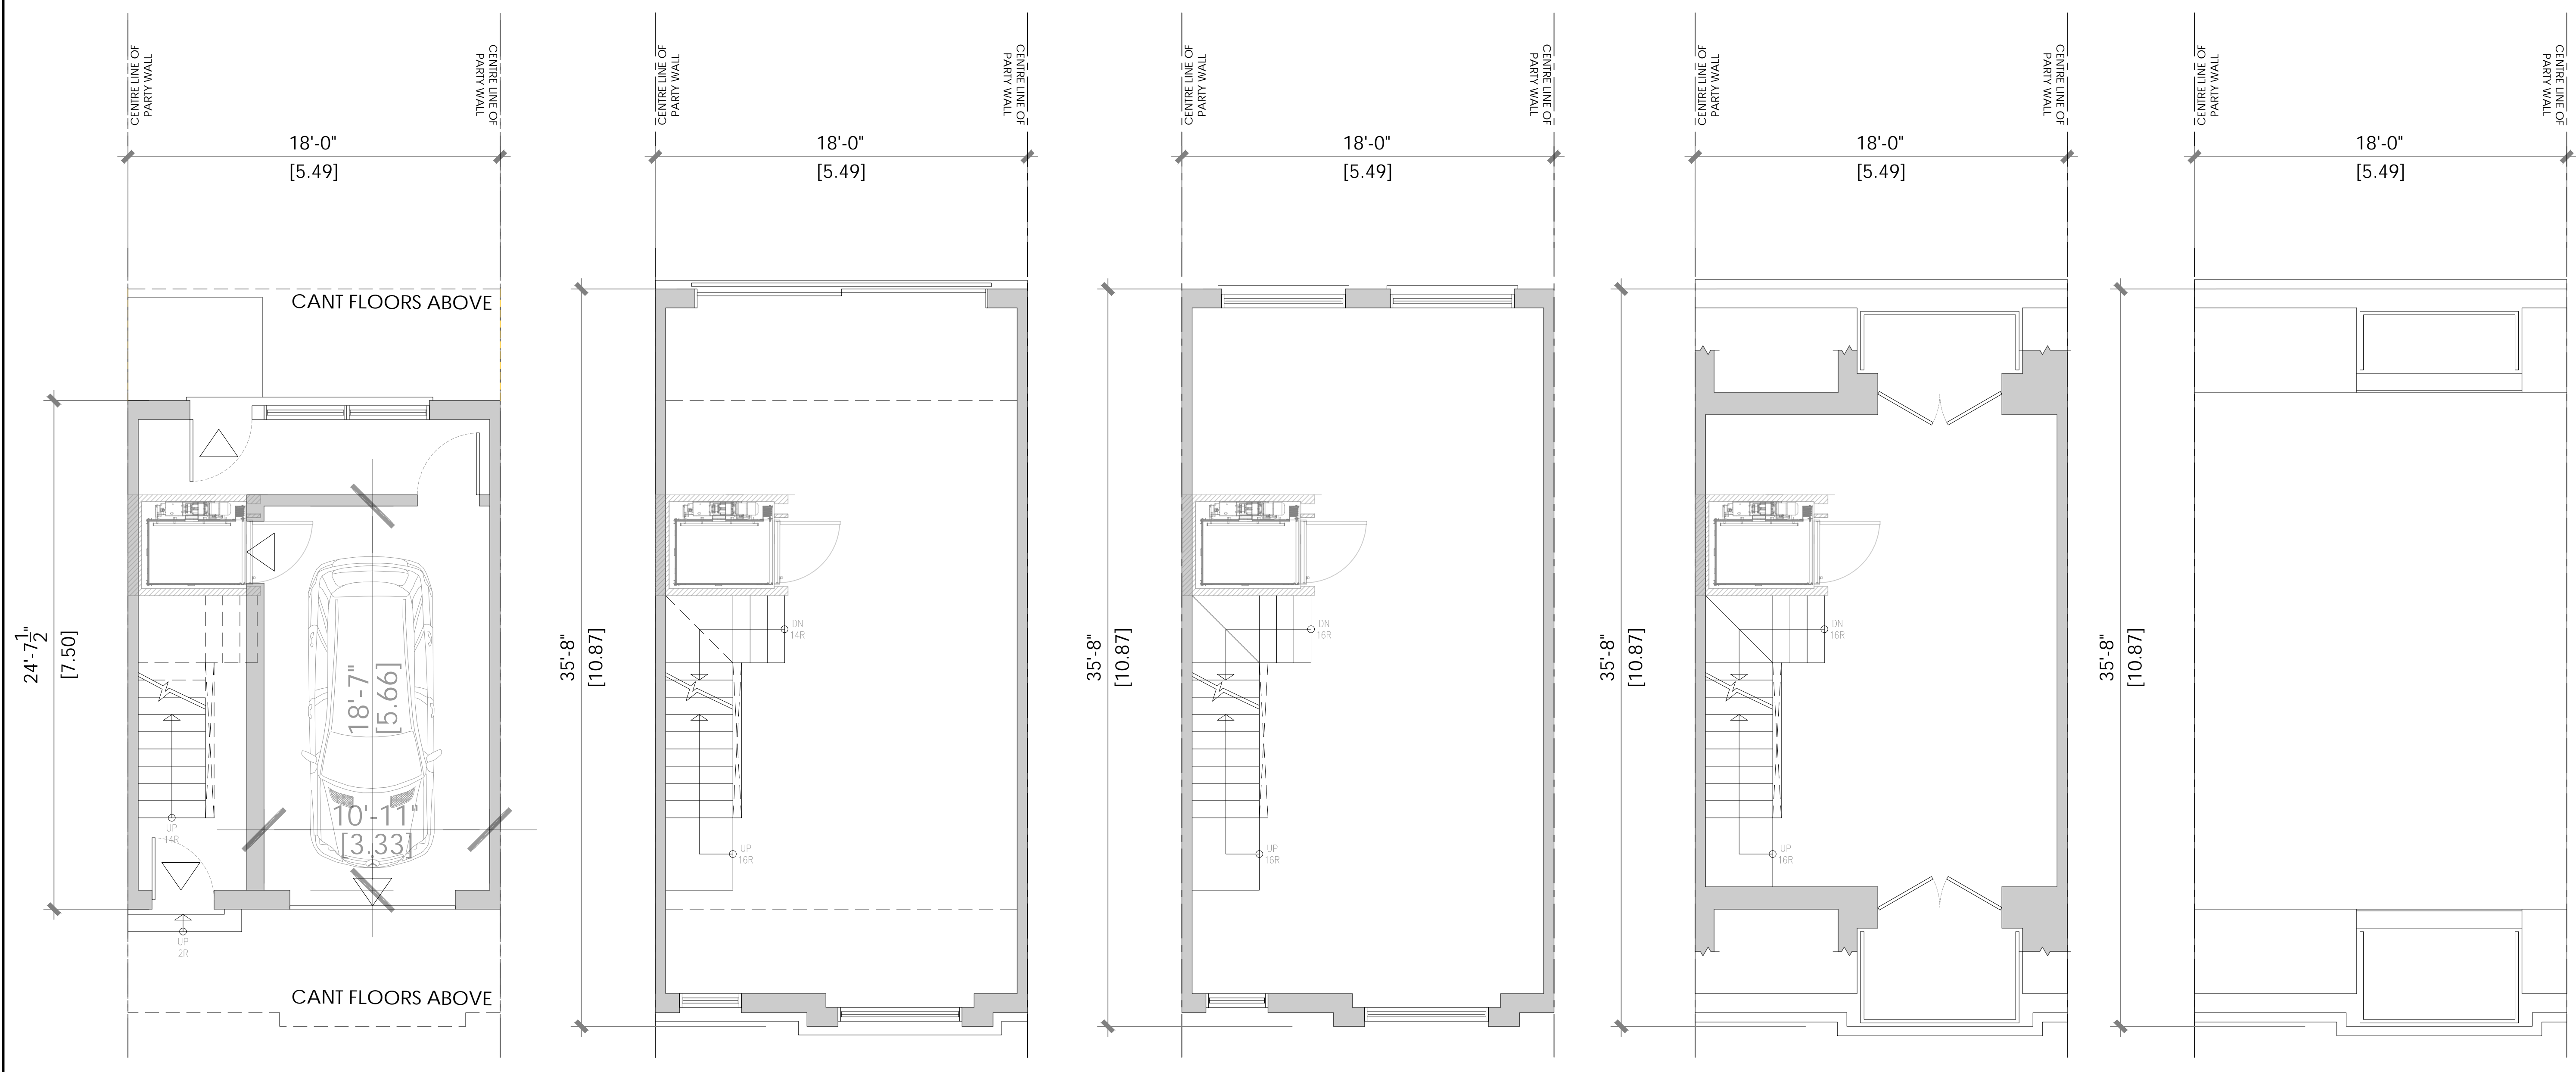 CENTRE LINE OF
PARTY WALL
CENTRE LINE OF
PARTY WALL
18'-0"
[5.49]
CANT FLOORS ABOVE
24'-7 1/2"
[7.50]
18'-7"
[5.66]
10'-11"
[3.33]
UP
14R
UP
2R
CANT FLOORS ABOVE
CENTRE LINE OF
PARTY WALL
CENTRE LINE OF
PARTY WALL
18'-0"
[5.49]
35'-8"
[10.87]
DN
14R
UP
16R
CENTRE LINE OF
PARTY WALL
CENTRE LINE OF
PARTY WALL
18'-0"
[5.49]
35'-8"
[10.87]
DN
16R
UP
16R
CENTRE LINE OF
PARTY WALL
CENTRE LINE OF
PARTY WALL
18'-0"
[5.49]
35'-8"
[10.87]
DN
16R
UP
16R
CENTRE LINE OF
PARTY WALL
CENTRE LINE OF
PARTY WALL
18'-0"
[5.49]
35'-8"
[10.87]